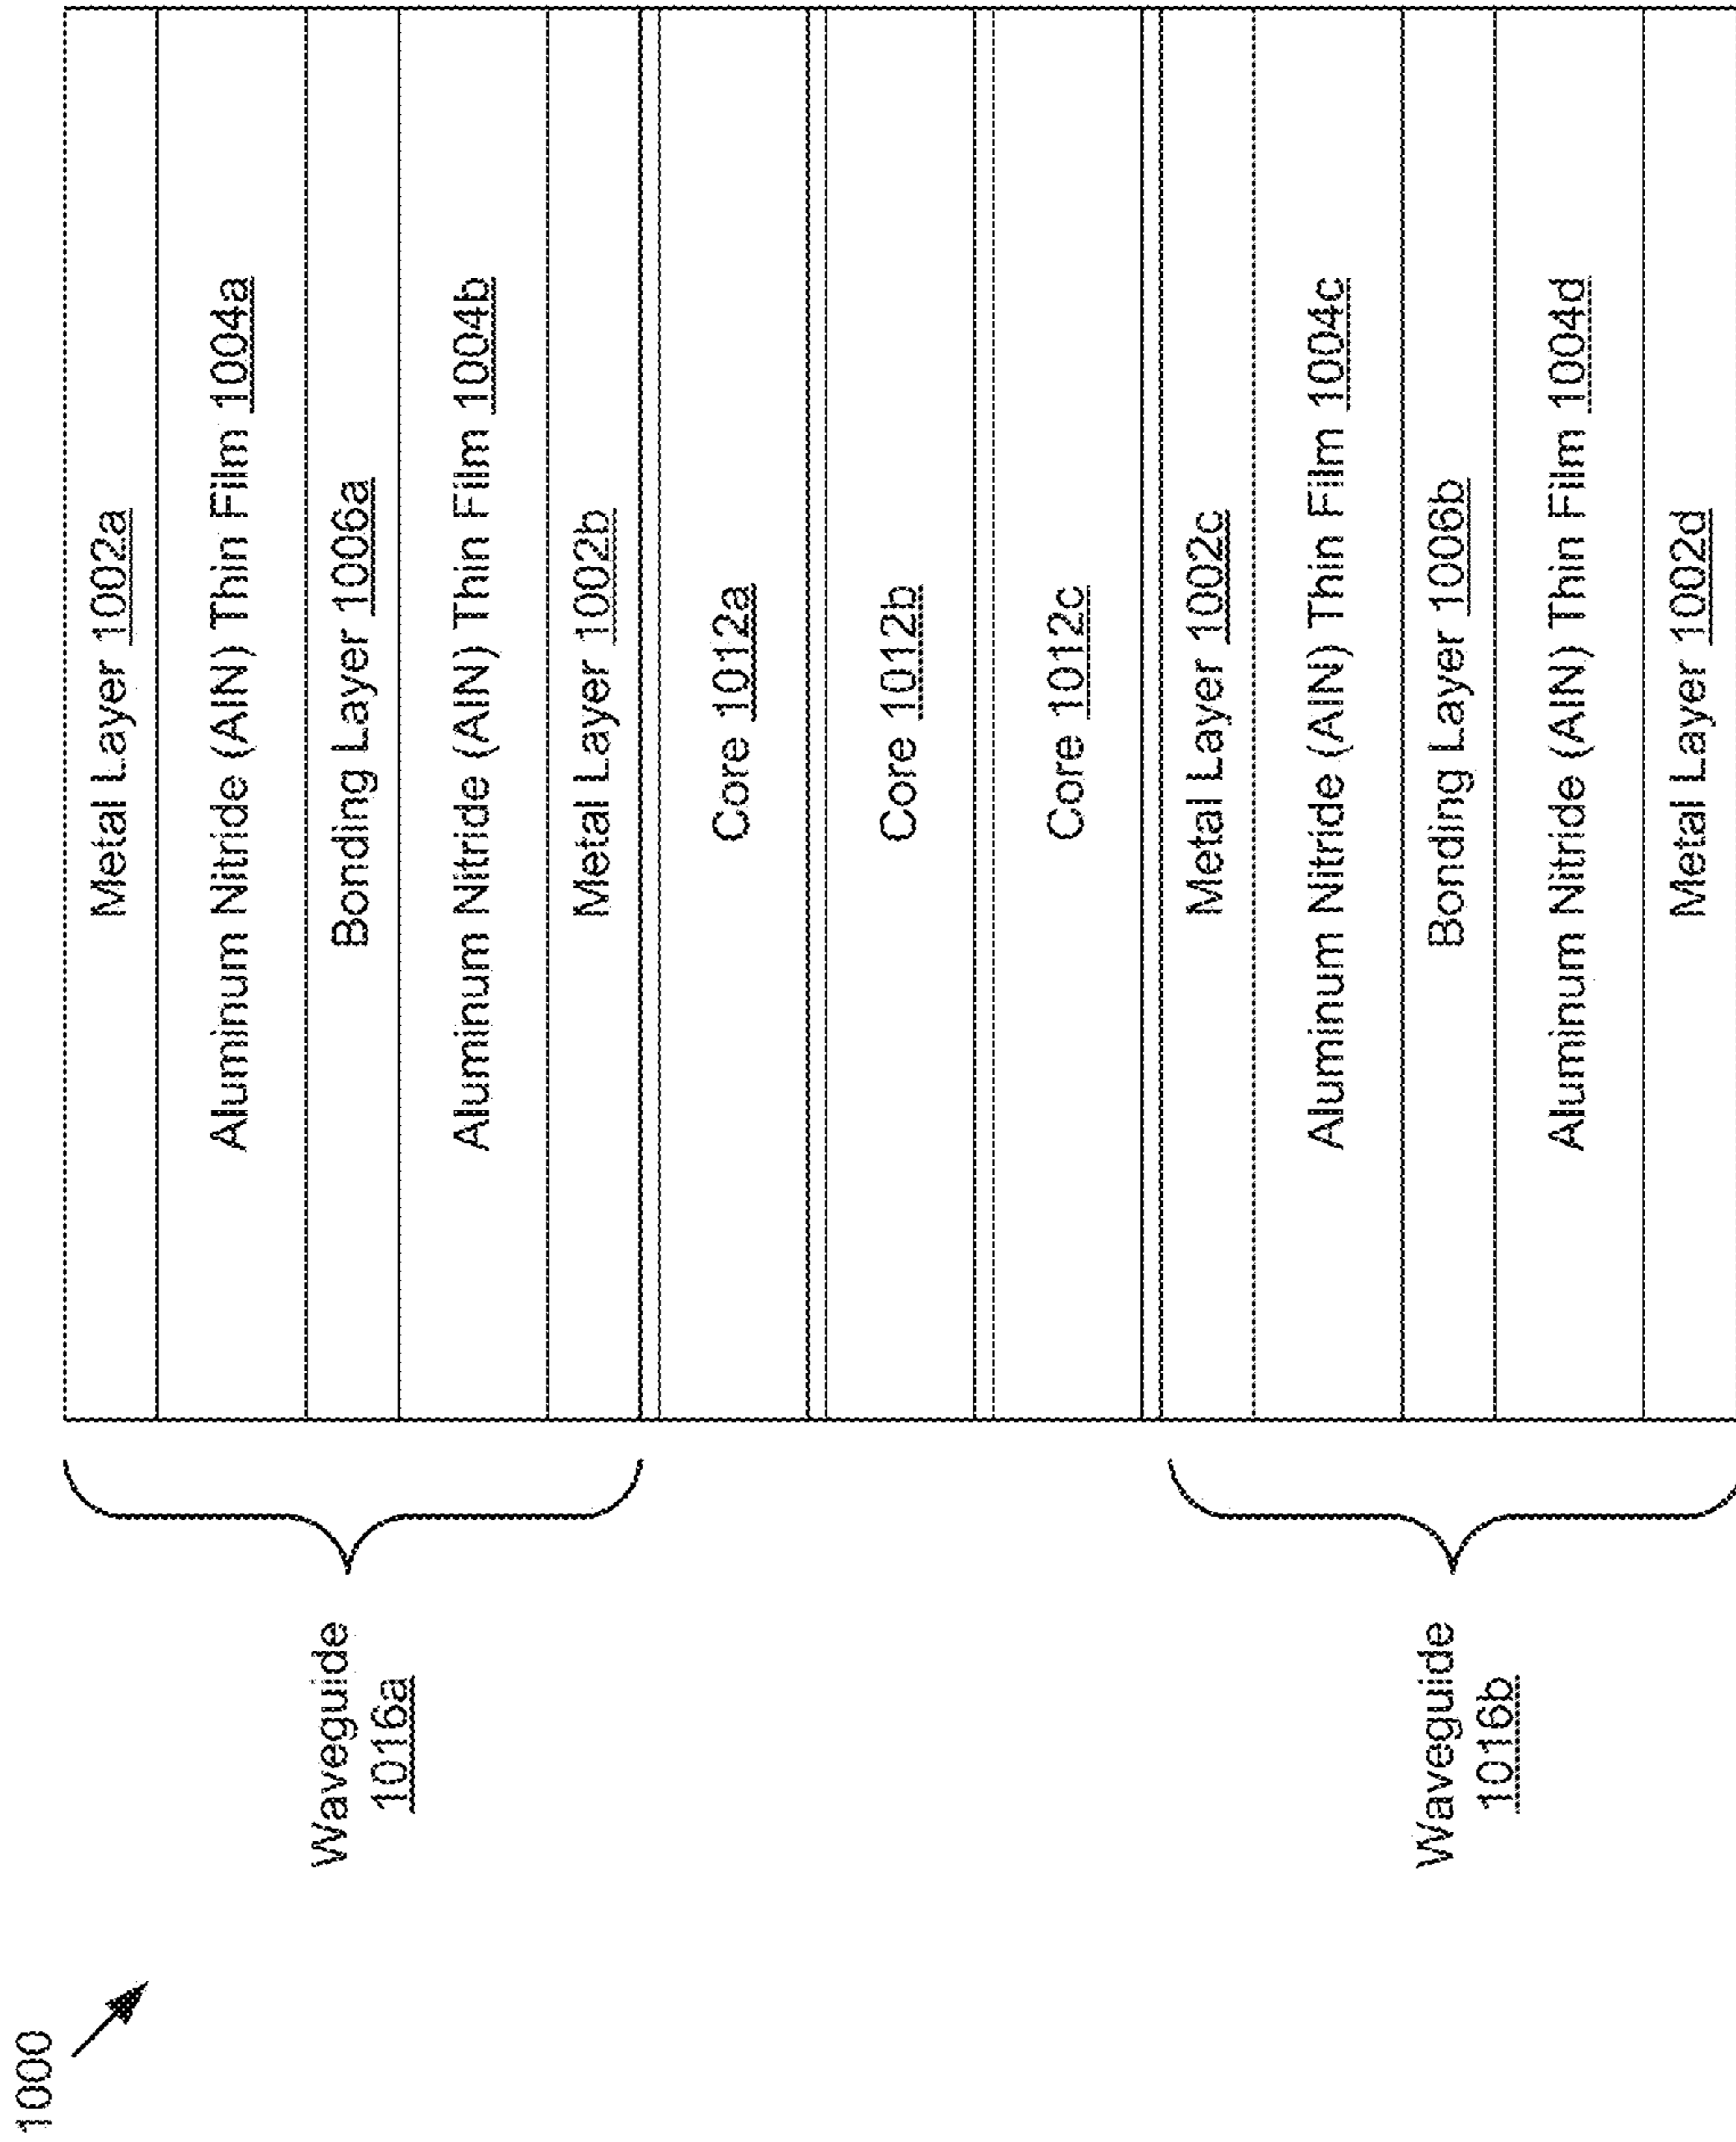 1000
Waveguide
1016a
Waveguide
1016b
Metal Layer 1002a
Aluminum Nitride (AlN) Thin Film 1004a
Bonding Layer 1006a
Aluminum Nitride (AlN) Thin Film 1004b
Metal Layer 1002b
Core 1012a
Core 1012b
Core 1012c
Metal Layer 1002c
Aluminum Nitride (AlN) Thin Film 1004c
Bonding Layer 1006b
Aluminum Nitride (AlN) Thin Film 1004d
Metal Layer 1002d